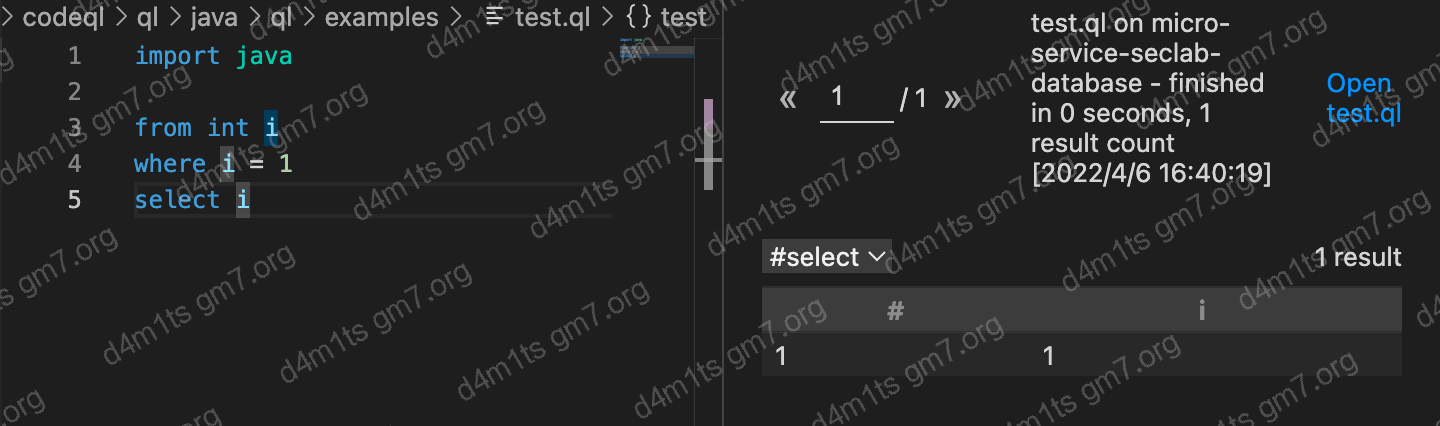 codeql > ql > java > ql > examples > test.ql > {} test
1 import java
2
3 from int i
4 where i = 1
5 select i
« 1 / 1 »
test.ql on micro-
service-seclab-
database - finished
in 0 seconds, 1
result count
[2022/4/6 16:40:19]
Open
test.ql
#select
1 result
# i
1 1
d4m1ts gm7.org